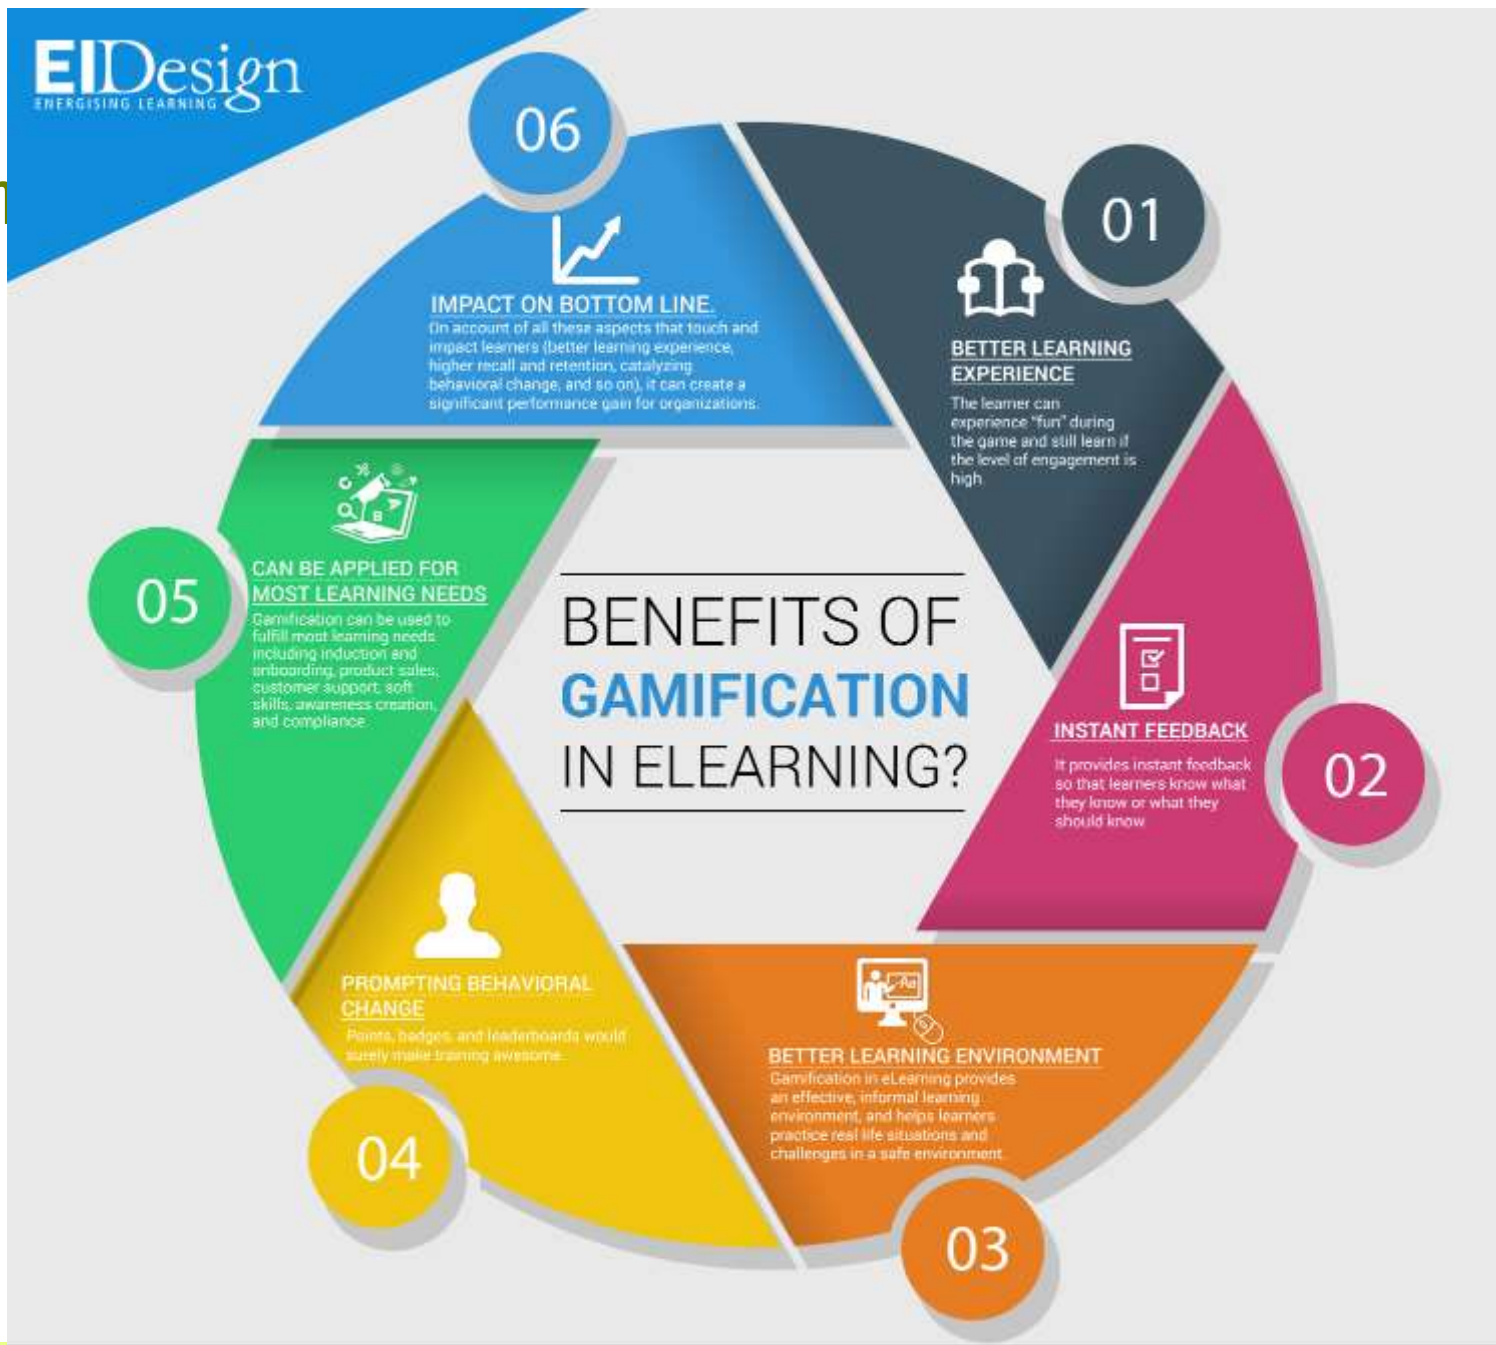 EIDesign
ENERGISING LEARNING
BENEFITS OF
GAMIFICATION
IN ELEARNING?
01
BETTER LEARNING
EXPERIENCE
The learner can
experience "fun" during
the game and still learn if
the level of engagement is
high.
02
INSTANT FEEDBACK
It provides instant feedback
so that learners know what
they know or what they
should know
03
BETTER LEARNING ENVIRONMENT
Gamification in eLearning provides
an effective, informal learning
environment, and helps learners
practice real life situations and
challenges in a safe environment.
04
PROMPTING BEHAVIORAL
CHANGE
Points, badges, and leaderboards would
surely make training awesome.
05
CAN BE APPLIED FOR
MOST LEARNING NEEDS
Gamification can be used to
fulfill most learning needs
including induction and
onboarding, product sales,
customer support, soft
skills, awareness creation,
and compliance.
06
IMPACT ON BOTTOM LINE.
On account of all these aspects that touch and
impact learners (better learning experience,
higher recall and retention, catalyzing
behavioral change, and so on), it can create a
significant performance gain for organizations.